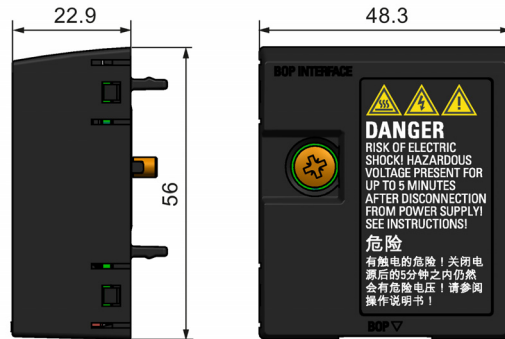 22.9
48.3
56
BOP INTERFACE
DANGER
RISK OF ELECTRIC
SHOCK! HAZARDOUS
VOLTAGE PRESENT FOR
UP TO 5 MINUTES
AFTER DISCONNECTION
FROM POWER SUPPLY!
SEE INSTRUCTIONS!
危险
有触电的危险！关闭电
源后的5分钟之内仍然
会有危险电压！请参阅
操作说明书！
BOP ▽